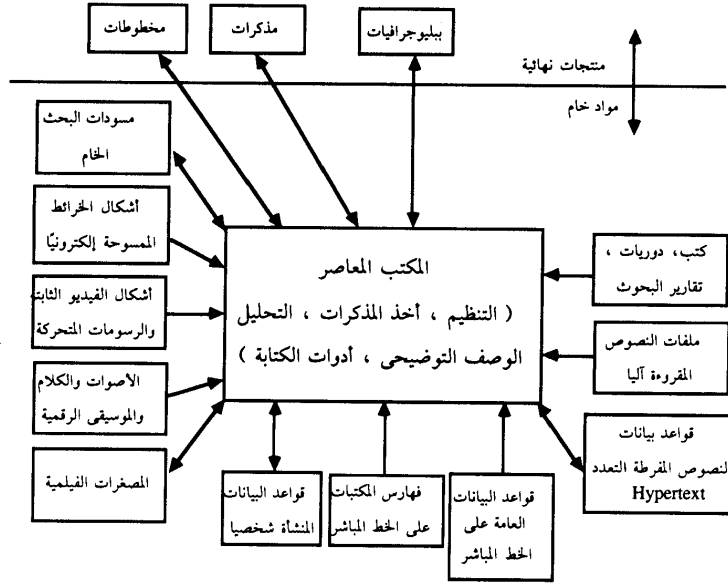 مخطوطات
مذكرات
ببليوجرافيات
منتجات نهائية
مواد خام
مسودات البحث
الخام
أشكال الخرائط
الممسوحة إلكترونيًا
أشكال الفيديو الثابتة
والرسومات المتحركة
الأصوات والكلام
والموسيقى الرقمية
المصغرات الفيلمية
المكتب المعاصر
( التنظيم ، أخذ المذكرات ، التحليل
الوصف التوضيحى ، أدوات الكتابة )
كتب، دوريات ،
تقارير البحوث
ملفات النصوص
المقروءة آليا
قواعد بيانات
النصوص المفرطة التعدد
Hypertext
قواعد البيانات
العامة على
الخط المباشر
فهارس المكتبات
على الخط المباشر
قواعد البيانات
المنشأة شخصيا